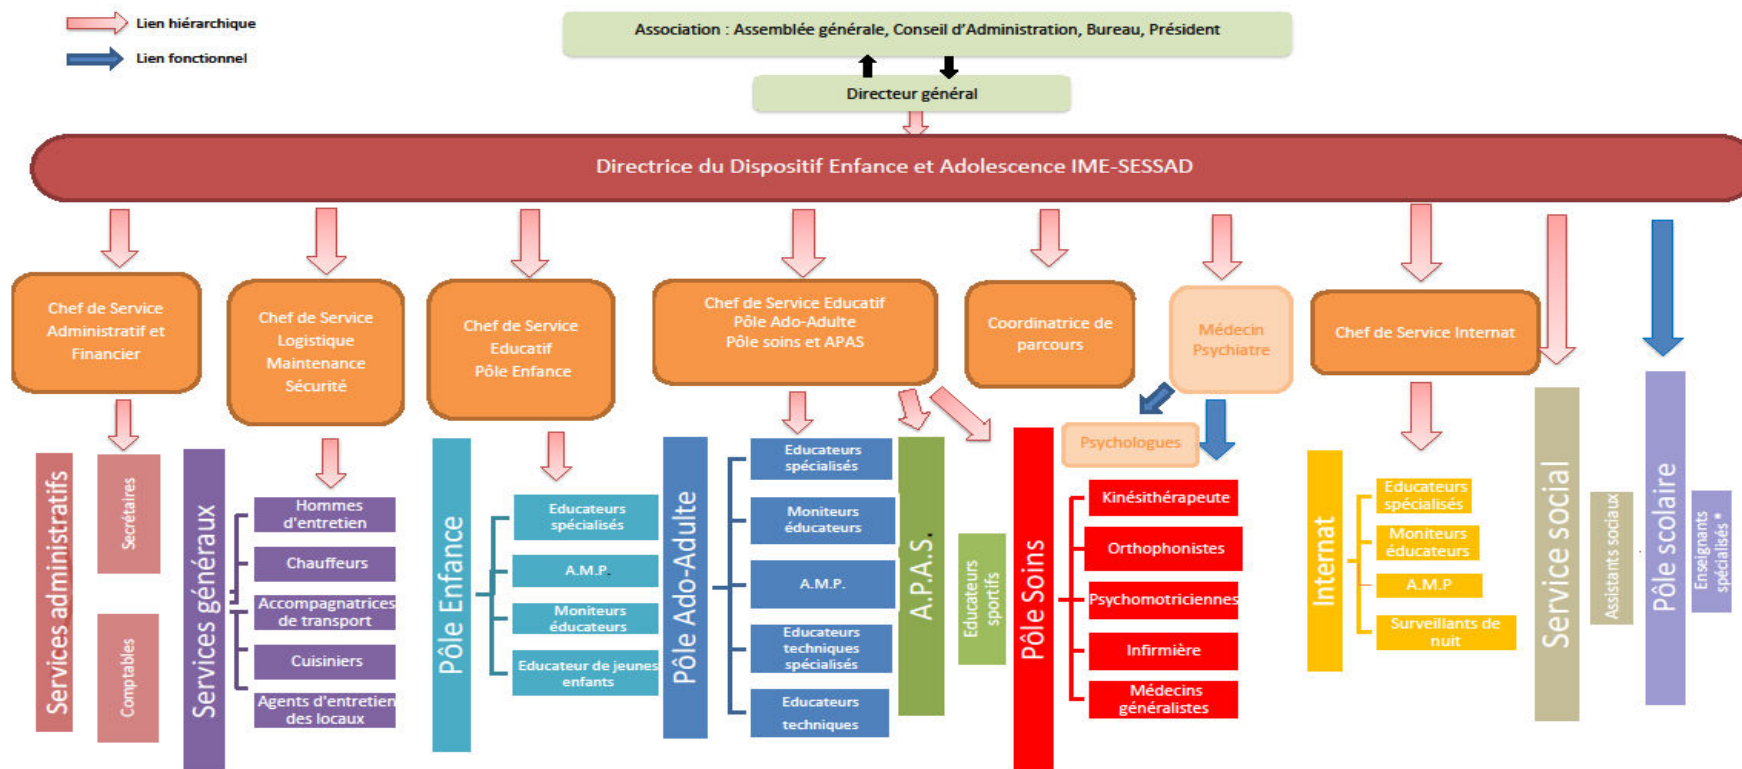 Lien hiérarchique
Lien fonctionnel
Association : Assemblée générale, Conseil d'Administration, Bureau, Président
Directeur général
Directrice du Dispositif Enfance et Adolescence IME-SESSAD
Chef de Service
Administratif et
Financier
Chef de Service
Logistique
Maintenance
Sécurité
Chef de Service
Educatif
Pôle Enfance
Chef de Service Educatif
Pôle Ado-Adulte
Pôle soins et APAS
Coordinatrice de
parcours
Médecin
Psychiatre
Chef de Service Internat
Psychologues
Services administratifs
Secrétaires
Comptables
Services généraux
Hommes
d'entretien
Chauffeurs
Accompagnatrices
de transport
Cuisiniers
Agents d'entretien
des locaux
Pôle Enfance
Educateurs
spécialisés
A.M.P.
Moniteurs
éducateurs
Educateur de jeunes
enfants
Pôle Ado-Adulte
Educateurs
spécialisés
Moniteurs
éducateurs
A.M.P.
Educateurs
techniques
spécialisés
Educateurs
techniques
A.P.A.S.
Educateurs
sportifs
Pôle Soins
Kinésithérapeute
Orthophonistes
Psychomotriciennes
Infirmière
Médecins
généralistes
Internat
Educateurs
spécialisés
Moniteurs
éducateurs
A.M.P
Surveillants de
nuit
Service social
Assistants sociaux
Pôle scolaire
Enseignants
spécialisés *